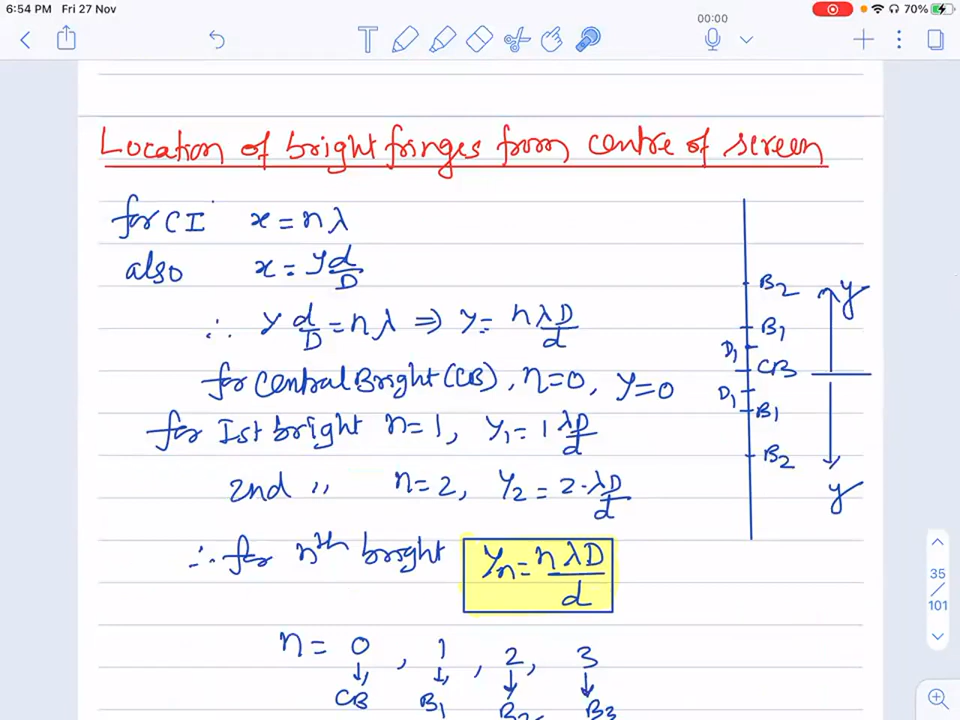 6:54 PM Fri 27 Nov
70%
00:00
T
Location of bright fringes from centre of screen
for CI x = nλ
also x = y d/D
∴ y d/D = nλ ⇒ y = nλD/d
for Central Bright (CB), n=0, y=0
for Ist bright n=1, y₁ = 1 λD/d
2nd ,, n=2, y₂ = 2·λD/d
∴ for nth bright yₙ = nλD/d
n = 0, 1, 2, 3
CB B₁ B₂ B₃
B₂
y
B₁
D₁
CB
D₁
B₁
B₂
y
35
/
101